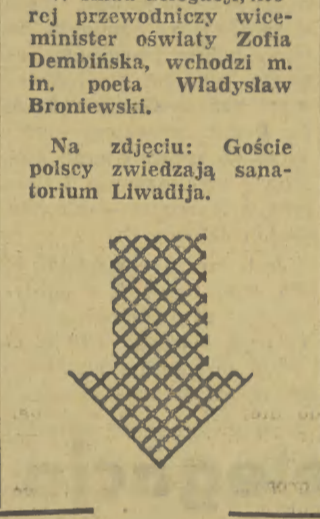 rej przewodniczy wice-
minister oświaty Zofia
Dembińska, wchodzi m.
in. poeta Władysław
Broniewski.
Na zdjęciu: Goście
polscy zwiedzają sana-
torium Liwadija.